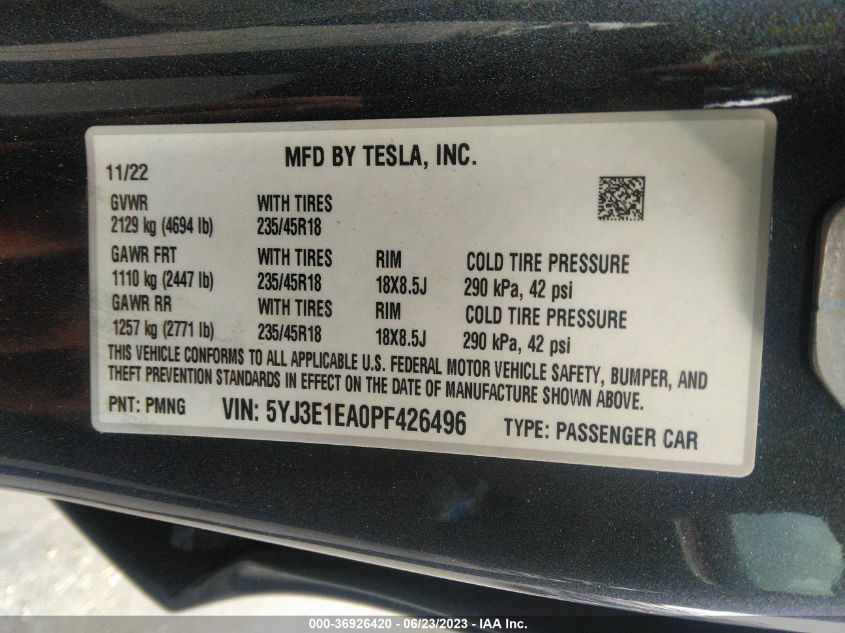 MFD BY TESLA, INC.
11/22
GVWR WITH TIRES
2129 kg (4694 lb) 235/45R18
GAWR FRT WITH TIRES RIM COLD TIRE PRESSURE
1110 kg (2447 lb) 235/45R18 18X8.5J 290 kPa, 42 psi
GAWR RR WITH TIRES RIM COLD TIRE PRESSURE
1257 kg (2771 lb) 235/45R18 18X8.5J 290 kPa, 42 psi
THIS VEHICLE CONFORMS TO ALL APPLICABLE U.S. FEDERAL MOTOR VEHICLE SAFETY, BUMPER, AND
THEFT PREVENTION STANDARDS IN EFFECT ON THE DATE OF MANUFACTURE SHOWN ABOVE.
PNT: PMNG VIN: 5YJ3E1EA0PF426496 TYPE: PASSENGER CAR
000-36926420 - 06/23/2023 - IAA Inc.